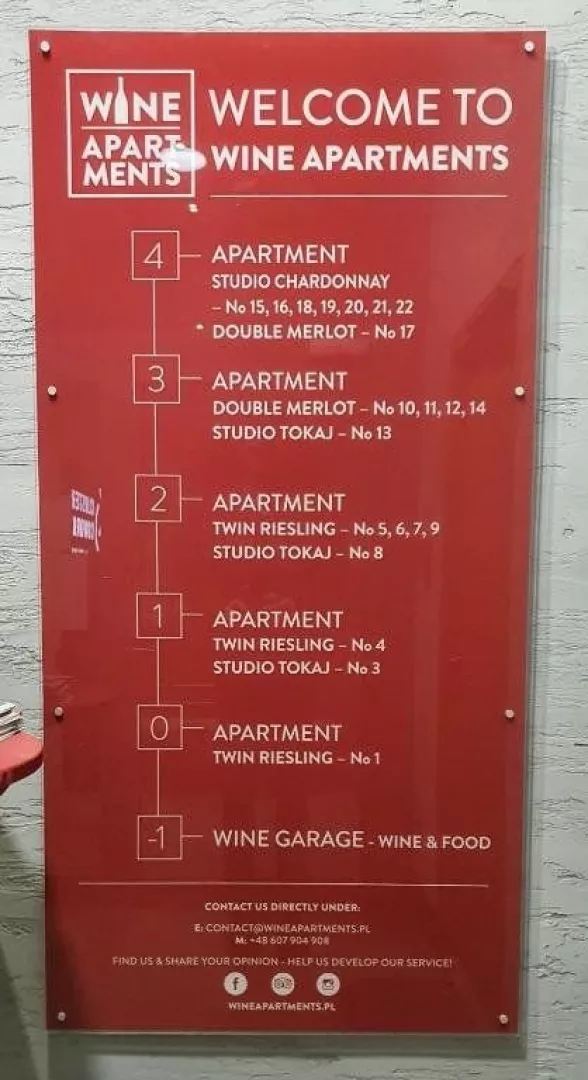 WINE
APART
MENTS
WELCOME TO
WINE APARTMENTS
4
APARTMENT
STUDIO CHARDONNAY
– No 15, 16, 18, 19, 20, 21, 22
DOUBLE MERLOT – No 17
3
APARTMENT
DOUBLE MERLOT – No 10, 11, 12, 14
STUDIO TOKAJ – No 13
2
APARTMENT
TWIN RIESLING – No 5, 6, 7, 9
STUDIO TOKAJ – No 8
1
APARTMENT
TWIN RIESLING – No 4
STUDIO TOKAJ – No 3
0
APARTMENT
TWIN RIESLING – No 1
-1
WINE GARAGE - WINE & FOOD
CONTACT US DIRECTLY UNDER:
E: CONTACT@WINEAPARTMENTS.PL
M: +48 607 904 908
FIND US & SHARE YOUR OPINION - HELP US DEVELOP OUR SERVICE!
WINEAPARTMENTS.PL